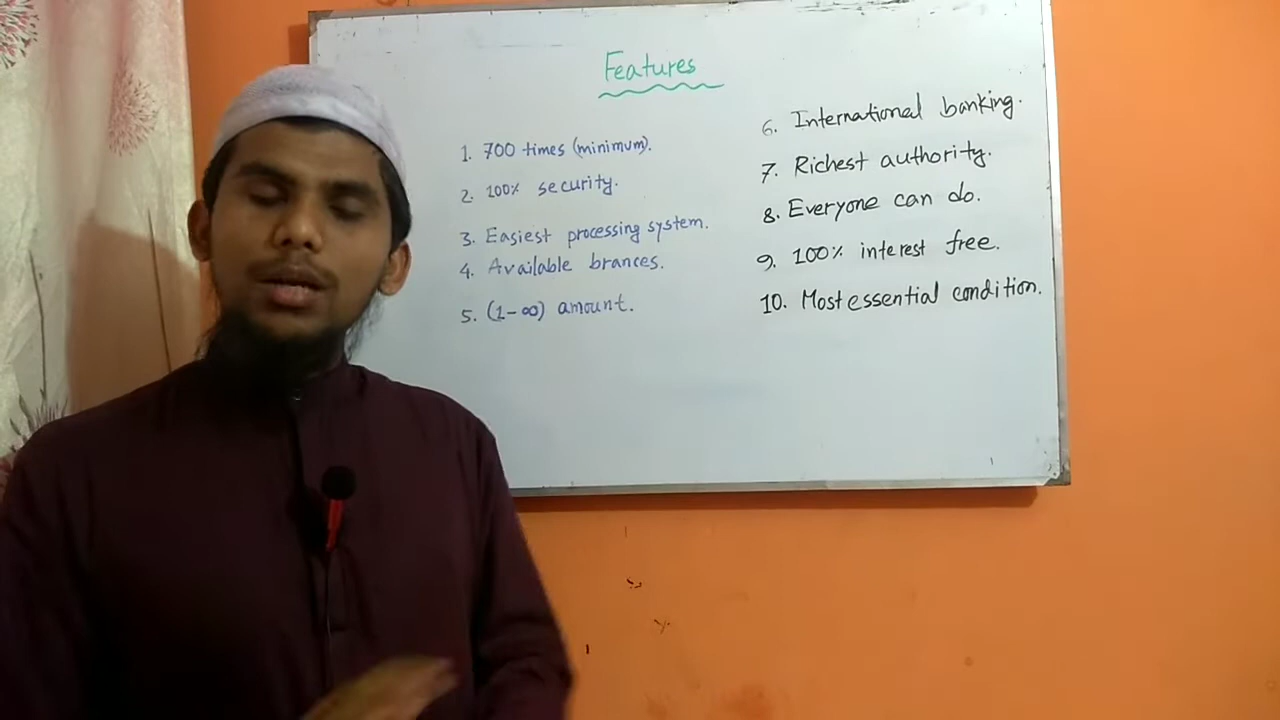 Features
1. 700 times (minimum).
2. 100% security.
3. Easiest processing system.
4. Available brances.
5. (1-∞) amount.
6. International banking.
7. Richest authority.
8. Everyone can do.
9. 100% interest free.
10. Most essential condition.